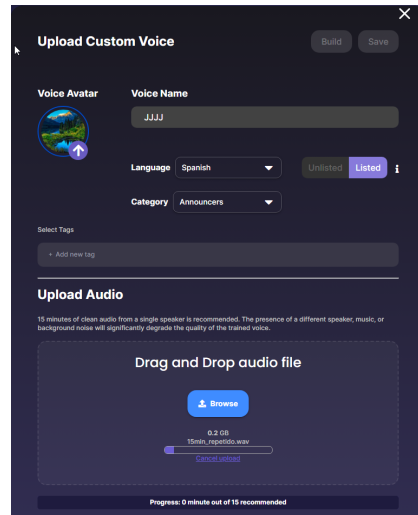 Upload Custom Voice
Build
Save
Voice Avatar
Voice Name
JJJJ
Language
Spanish
Unlisted
Listed
i
Category
Announcers
Select Tags
+ Add new tag
Upload Audio
15 minutes of clean audio from a single speaker is recommended. The presence of a different speaker, music, or
background noise will significantly degrade the quality of the trained voice.
Drag and Drop audio file
Browse
0.2 GB
15min_repetido.wav
Cancel upload
Progress: 0 minute out of 15 recommended